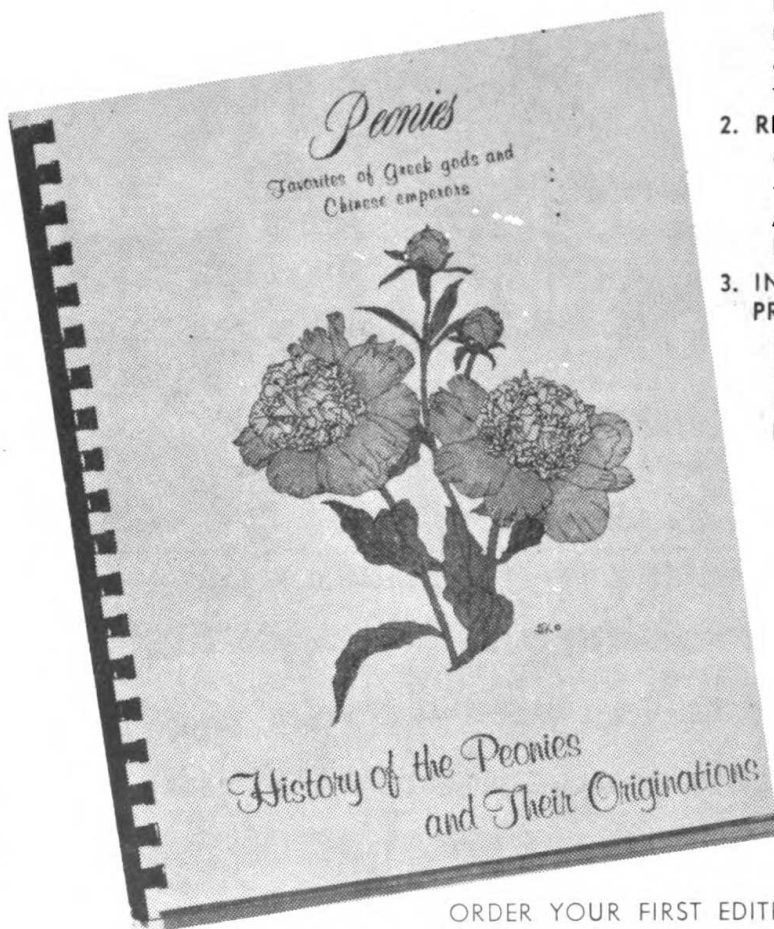 Peonies
Favorites of Greek gods and
Chinese emperors
History of the Peonies
and Their Originations
2. R
3. IN
PR
ORDER YOUR FIRST EDIT